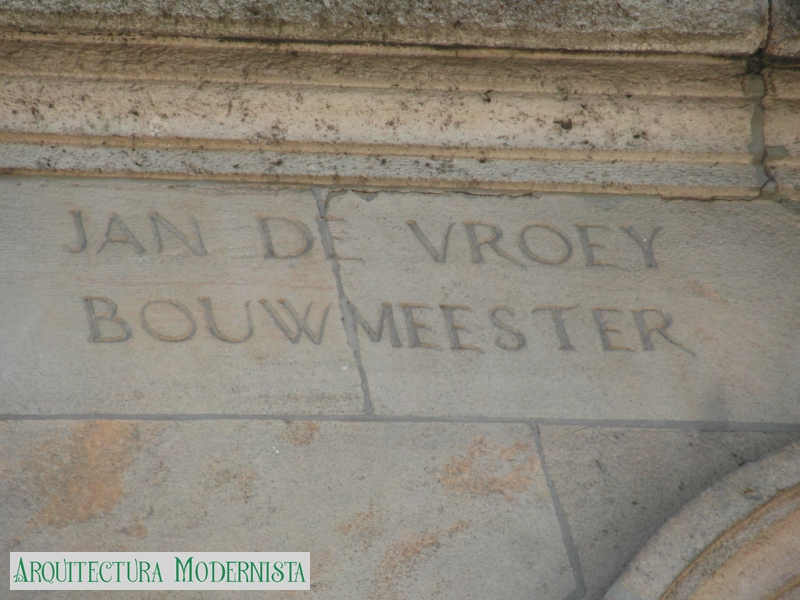 JAN DE VROEY
BOUWMEESTER
ARQUITECTURA MODERNISTA